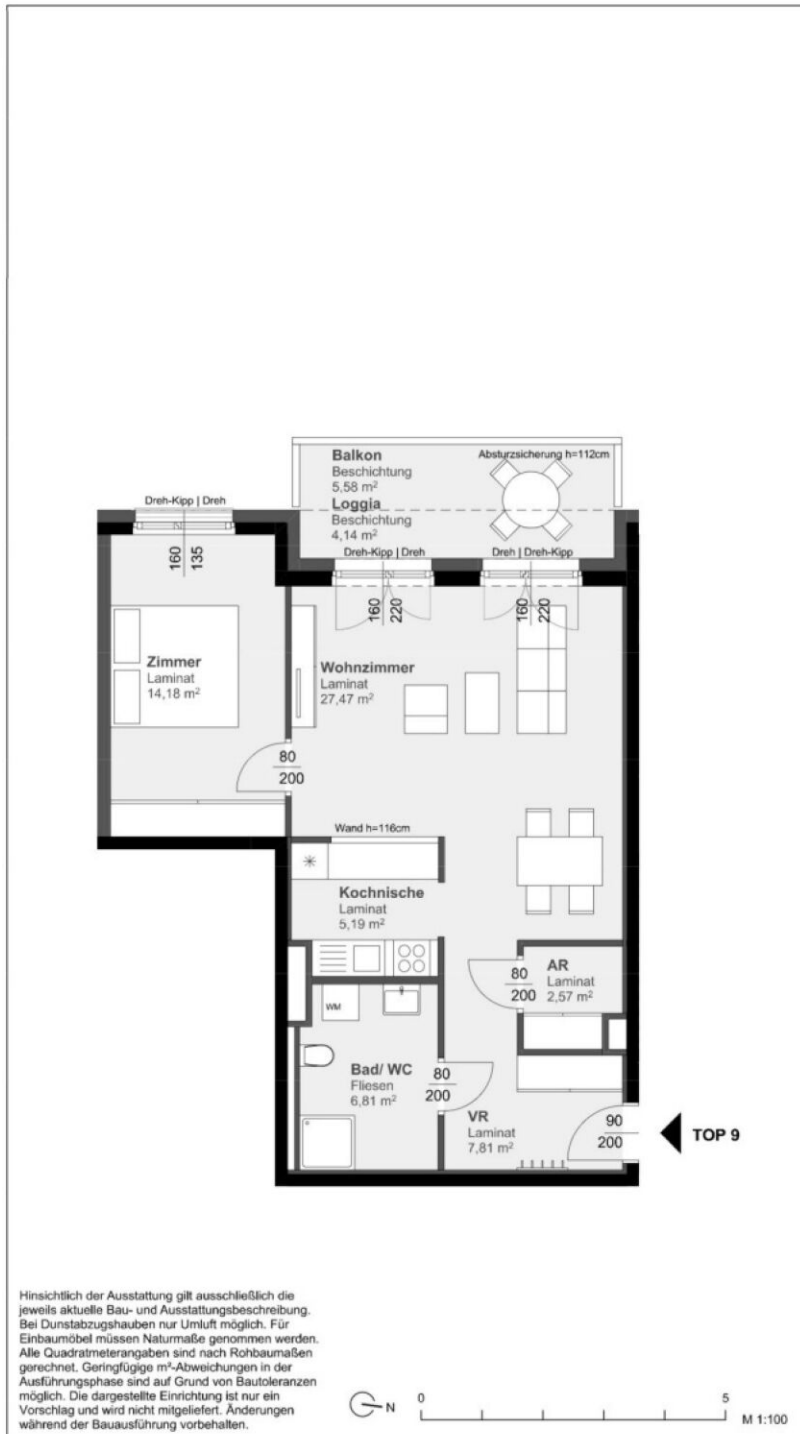 Balkon
Beschichtung
5,58 m²
Absturzsicherung h=112cm
Loggia
Beschichtung
4,14 m²
Dreh-Kipp | Dreh
160
135
Dreh-Kipp | Dreh
160
220
Dreh | Dreh-Kipp
160
220
Zimmer
Laminat
14,18 m²
Wohnzimmer
Laminat
27,47 m²
80
200
Wand h=116cm
Kochnische
Laminat
5,19 m²
80
200
AR
Laminat
2,57 m²
WM
Bad/ WC
Fliesen
6,81 m²
80
200
VR
Laminat
7,81 m²
90
200
TOP 9
Hinsichtlich der Ausstattung gilt ausschließlich die
jeweils aktuelle Bau- und Ausstattungsbeschreibung.
Bei Dunstabzugshauben nur Umluft möglich. Für
Einbaumöbel müssen Naturmaße genommen werden.
Alle Quadratmeterangaben sind nach Rohbaumaßen
gerechnet. Geringfügige m²-Abweichungen in der
Ausführungsphase sind auf Grund von Bautoleranzen
möglich. Die dargestellte Einrichtung ist nur ein
Vorschlag und wird nicht mitgeliefert. Änderungen
während der Bauausführung vorbehalten.
N
0
5
M 1:100